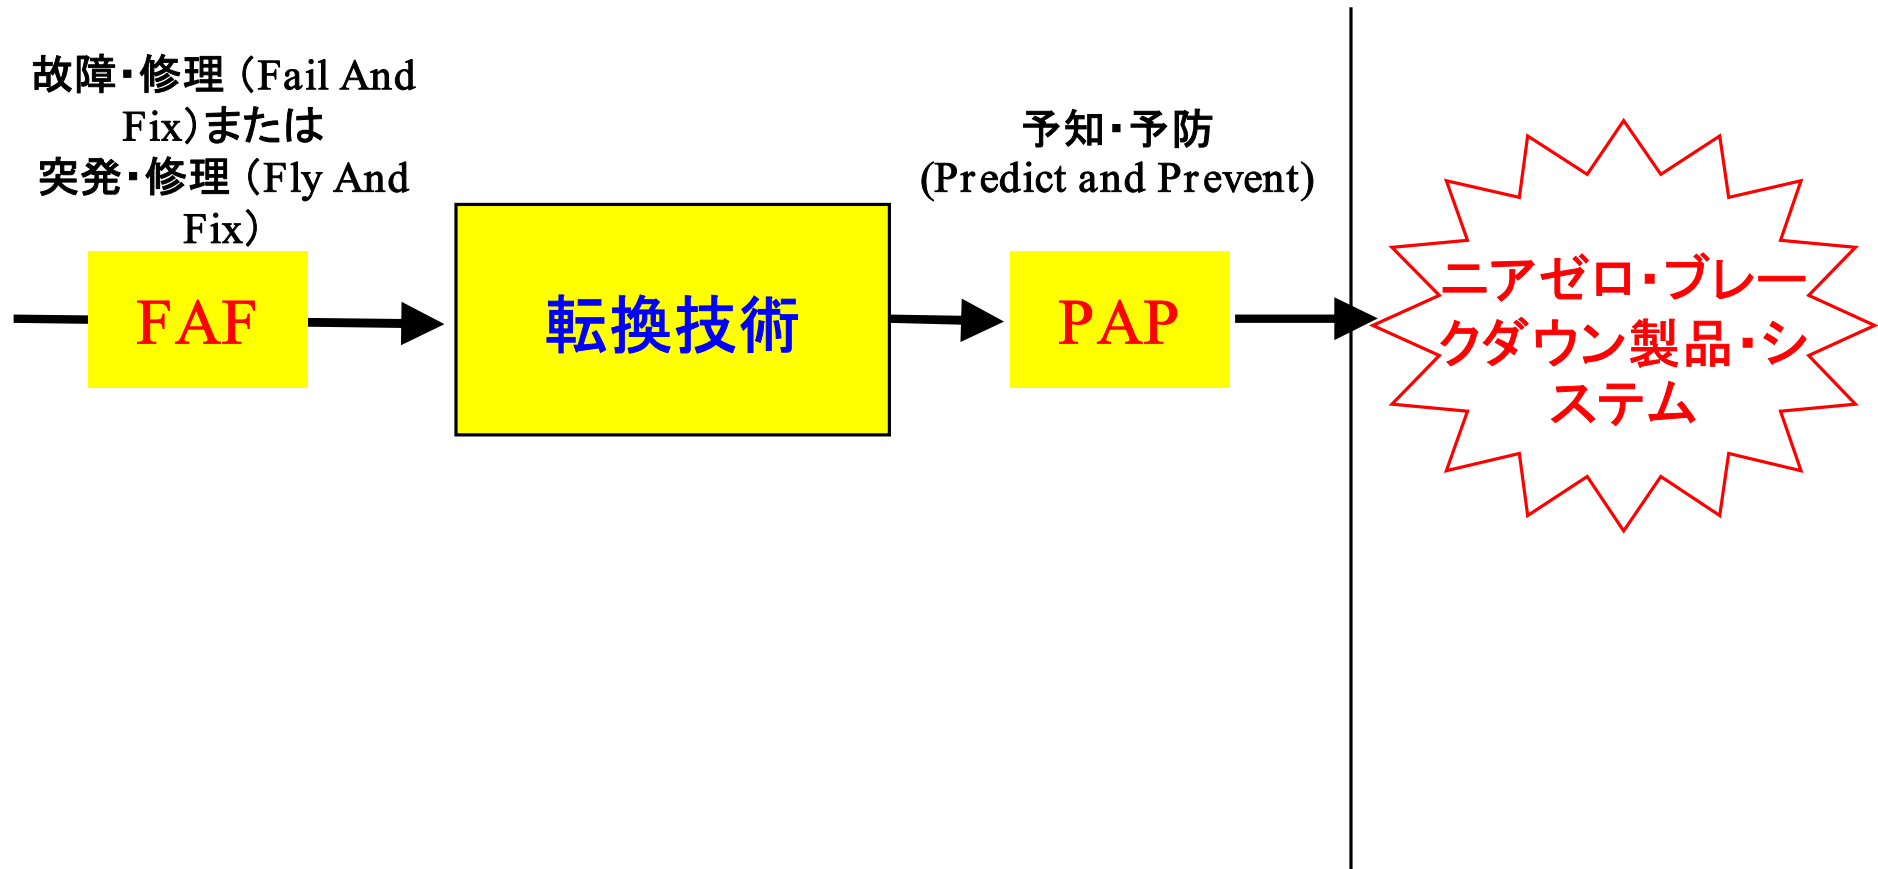 故障・修理（Fail And
Fix）または
突発・修理（Fly And
Fix）
FAF
転換技術
予知・予防
(Predict and Prevent)
PAP
ニアゼロ・ブレー
クダウン製品・シ
ステム